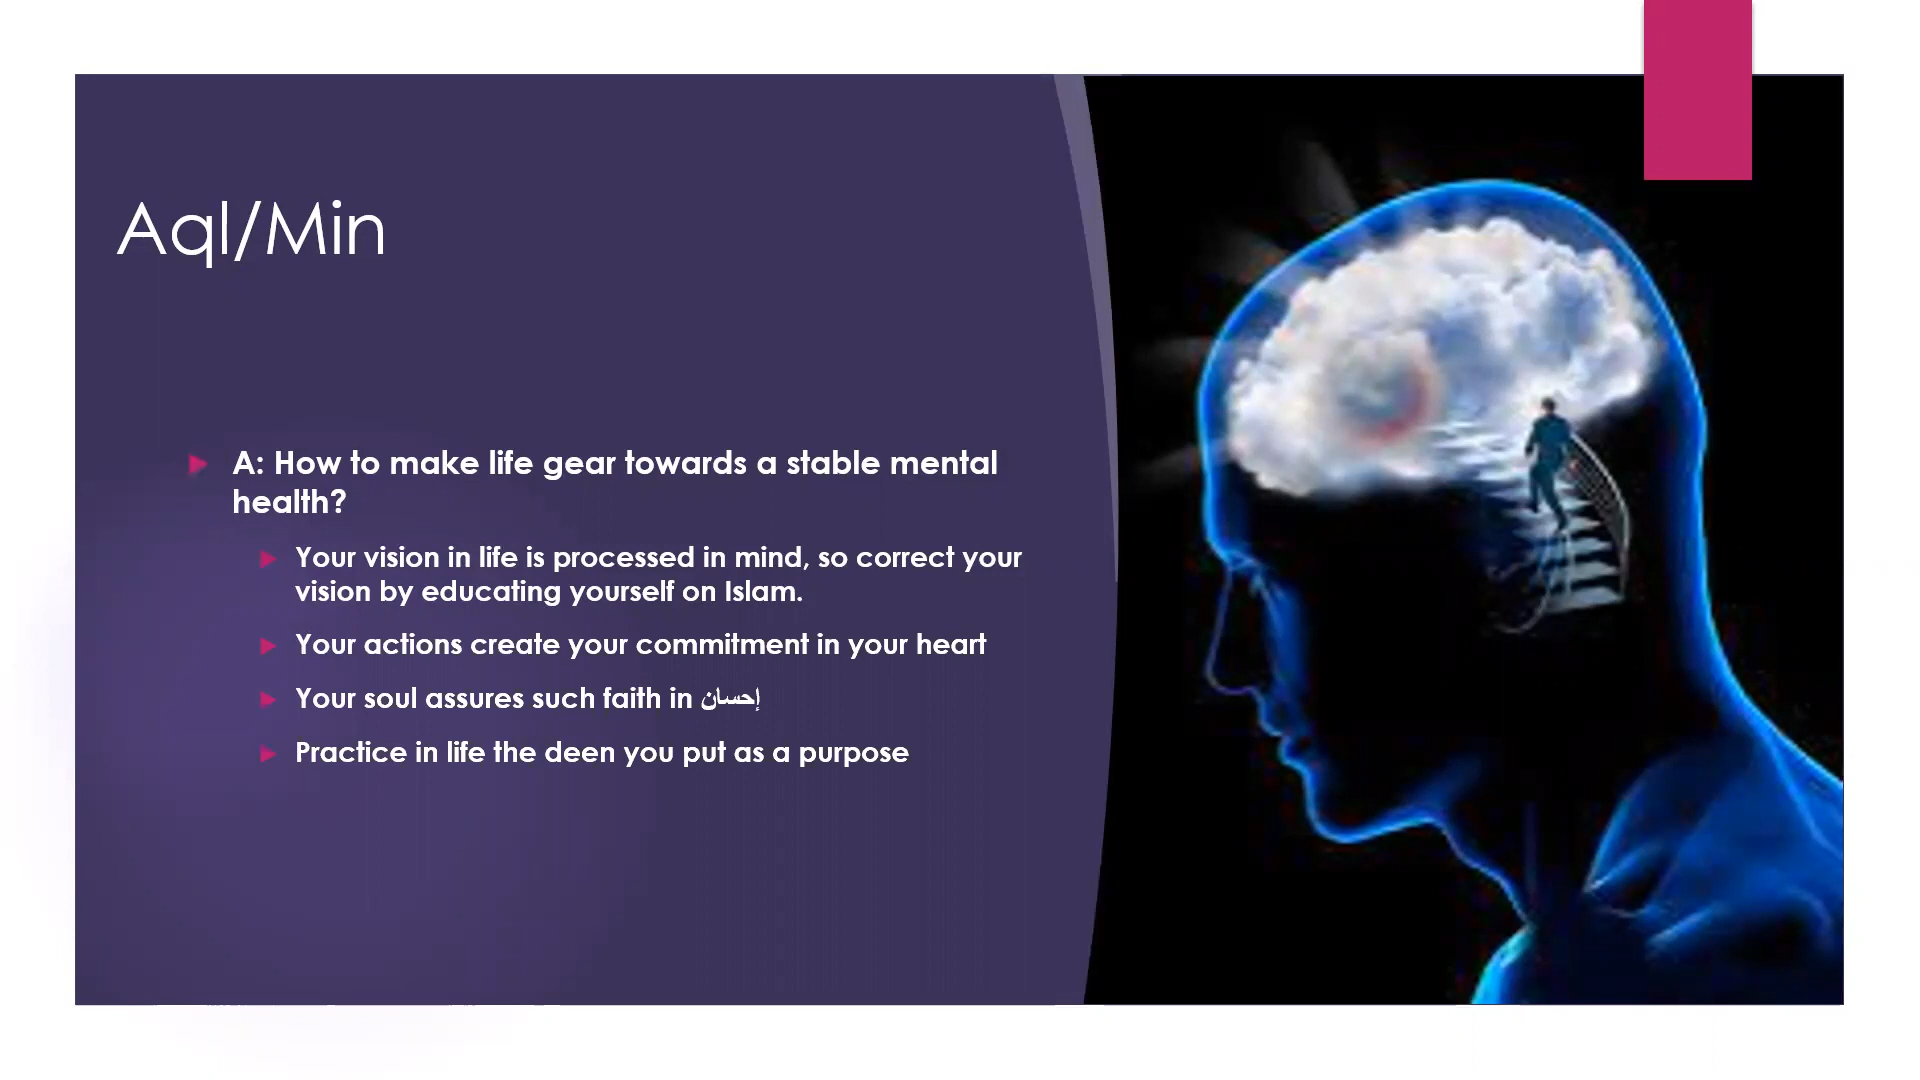 Aql/Min
A: How to make life gear towards a stable mental
health?
Your vision in life is processed in mind, so correct your
vision by educating yourself on Islam.
Your actions create your commitment in your heart
Your soul assures such faith in إحسان
Practice in life the deen you put as a purpose